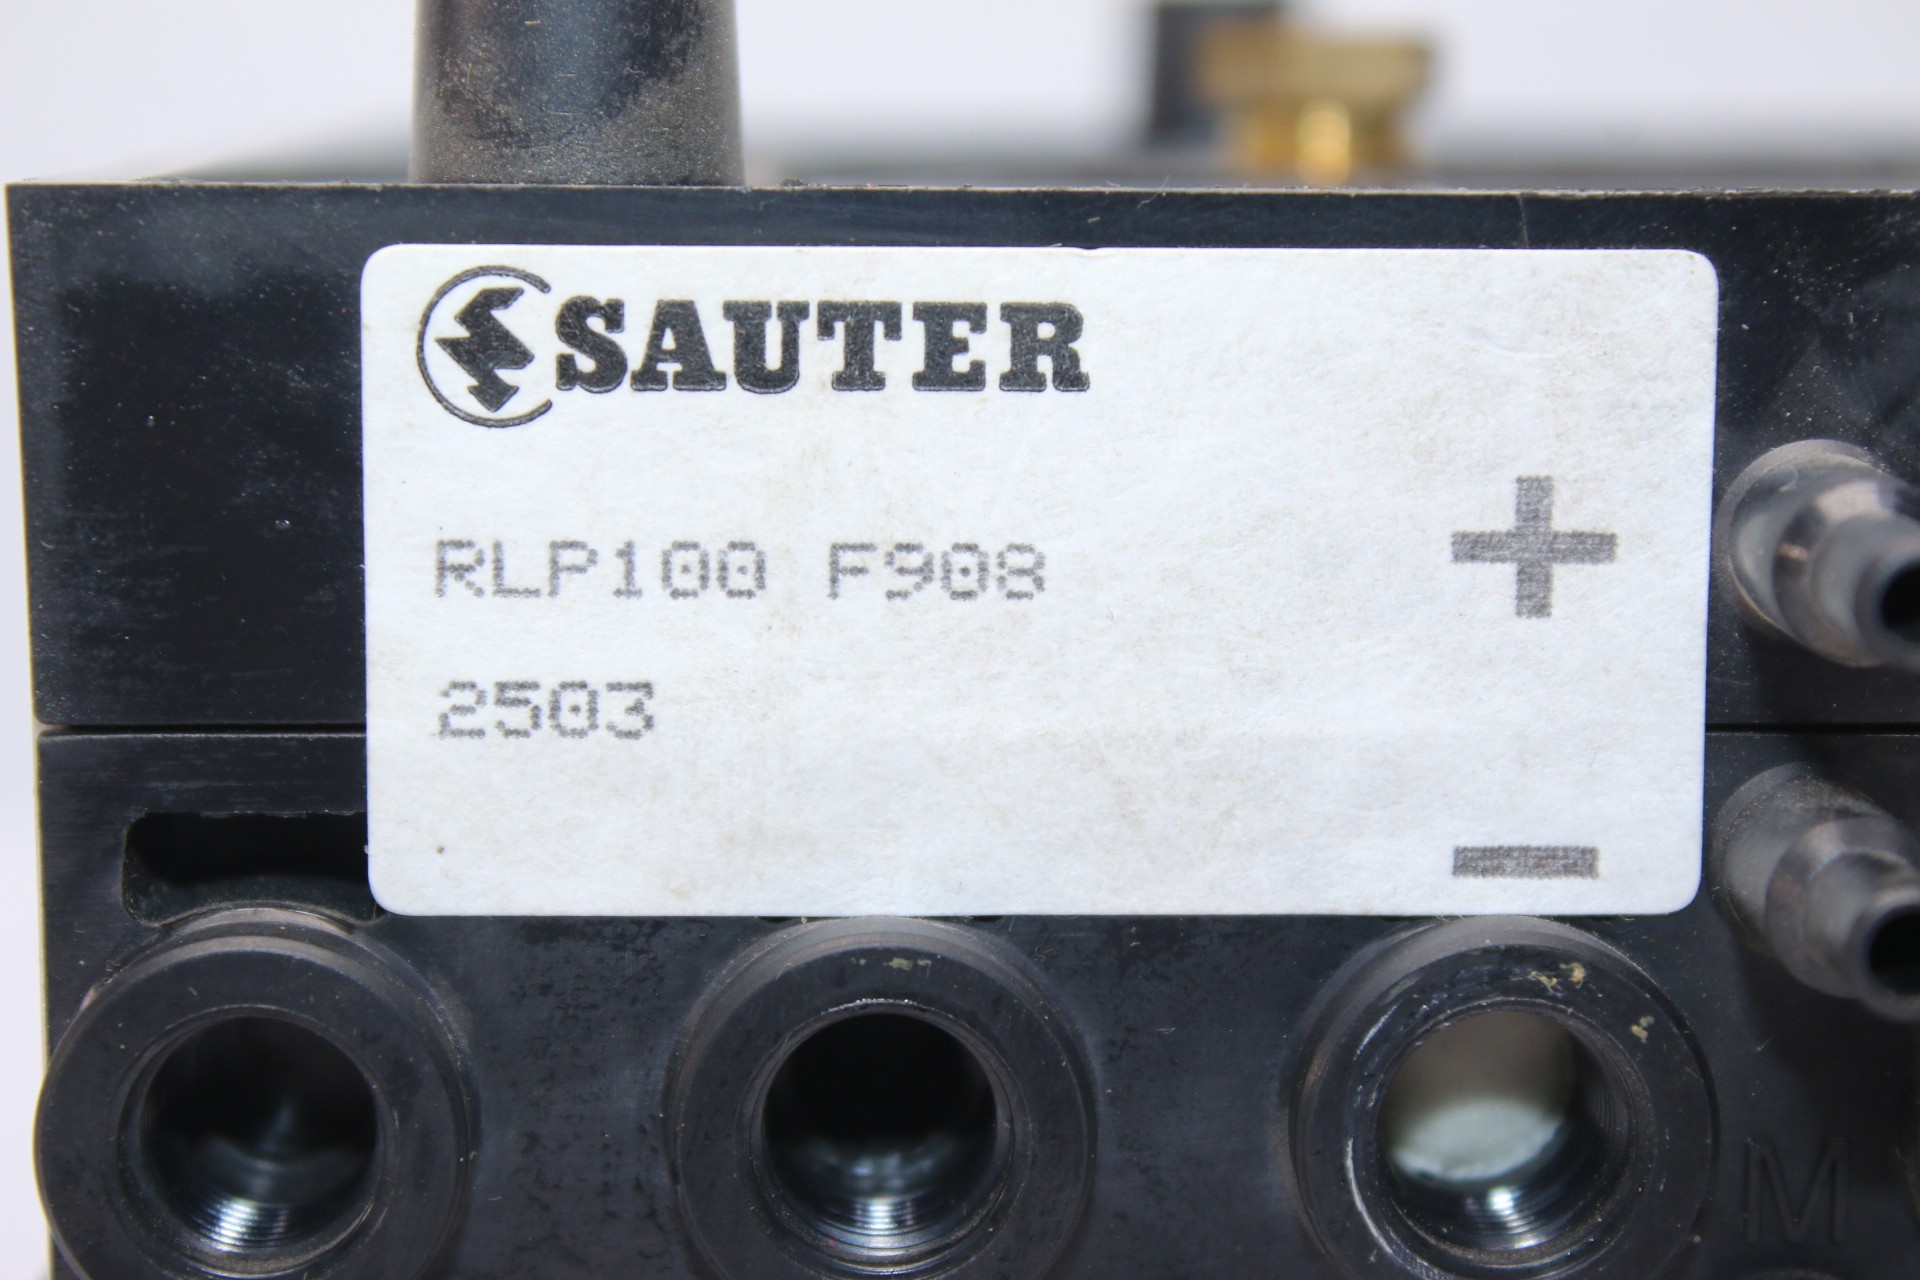 SAUTER
RLP100 F908
+
2503
−
M